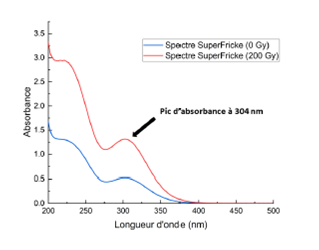 3.5
3.0
2.5
2.0
1.5
1.0
0.5
0.0
Absorbance
Spectre SuperFricke (0 Gy)
Spectre SuperFricke (200 Gy)
Pic d"absorbance à 304 nm
200 250 300 350 400 450 500
Longueur d'onde (nm)